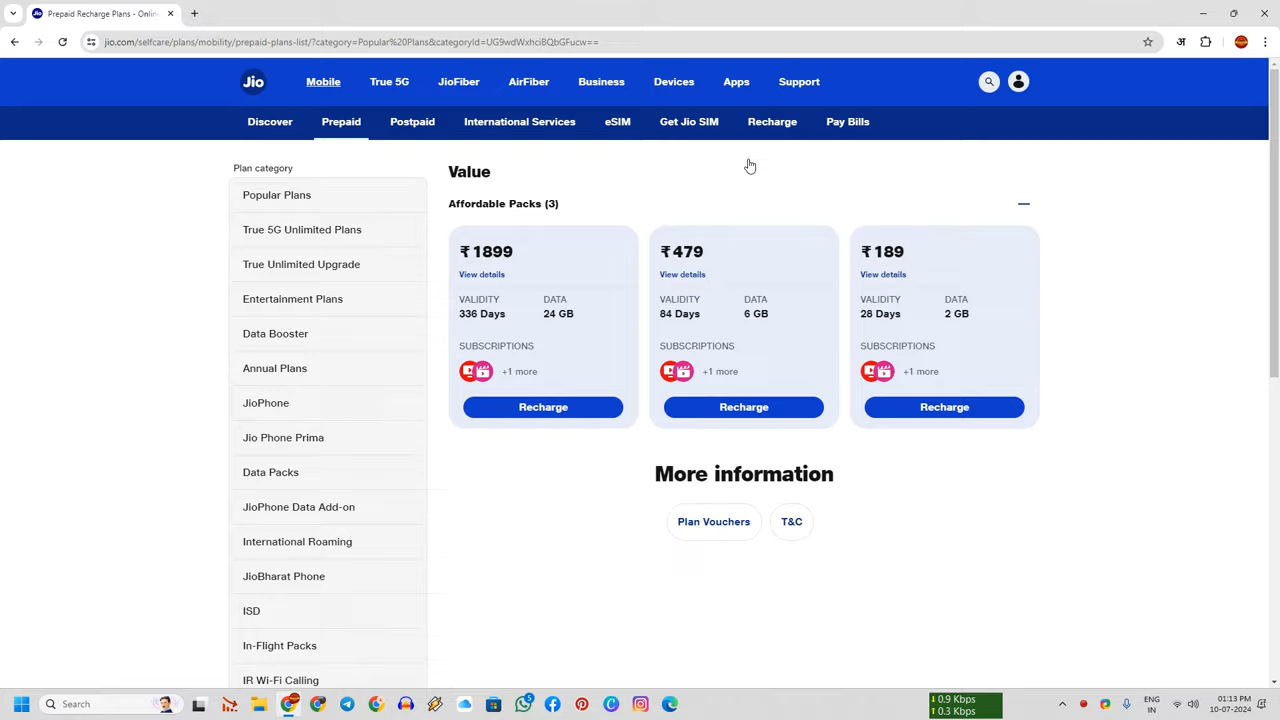 Prepaid Recharge Plans - Online
jio.com/selfcare/plans/mobility/prepaid-plans-list/?category=Popular%20Plans&categoryId=UG9wdWxhciBQbGFucw==
अ
Jio
Mobile True 5G JioFiber AirFiber Business Devices Apps Support
Discover Prepaid Postpaid International Services eSIM Get Jio SIM Recharge Pay Bills
Plan category
Popular Plans
True 5G Unlimited Plans
True Unlimited Upgrade
Entertainment Plans
Data Booster
Annual Plans
JioPhone
Jio Phone Prima
Data Packs
JioPhone Data Add-on
International Roaming
JioBharat Phone
ISD
In-Flight Packs
IR Wi-Fi Calling
Value
Affordable Packs (3)
₹1899
View details
VALIDITY DATA
336 Days 24 GB
SUBSCRIPTIONS
+1 more
Recharge
₹479
View details
VALIDITY DATA
84 Days 6 GB
SUBSCRIPTIONS
+1 more
Recharge
₹189
View details
VALIDITY DATA
28 Days 2 GB
SUBSCRIPTIONS
+1 more
Recharge
More information
Plan Vouchers T&C
Search
5
0.9 Kbps
0.3 Kbps
ENG
IN
01:13 PM
10-07-2024